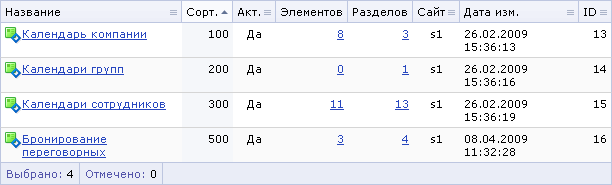 Название Сорт. Акт. Элементов Разделов Сайт Дата изм. ID
Календарь компании 100 Да 8 3 s1 26.02.2009 13
15:36:13
Календари групп 200 Да 0 1 s1 26.02.2009 14
15:36:16
Календари сотрудников 300 Да 11 13 s1 26.02.2009 15
15:36:19
Бронирование 500 Да 3 4 s1 08.04.2009 16
переговорных 11:32:28
Выбрано: 4 Отмечено: 0